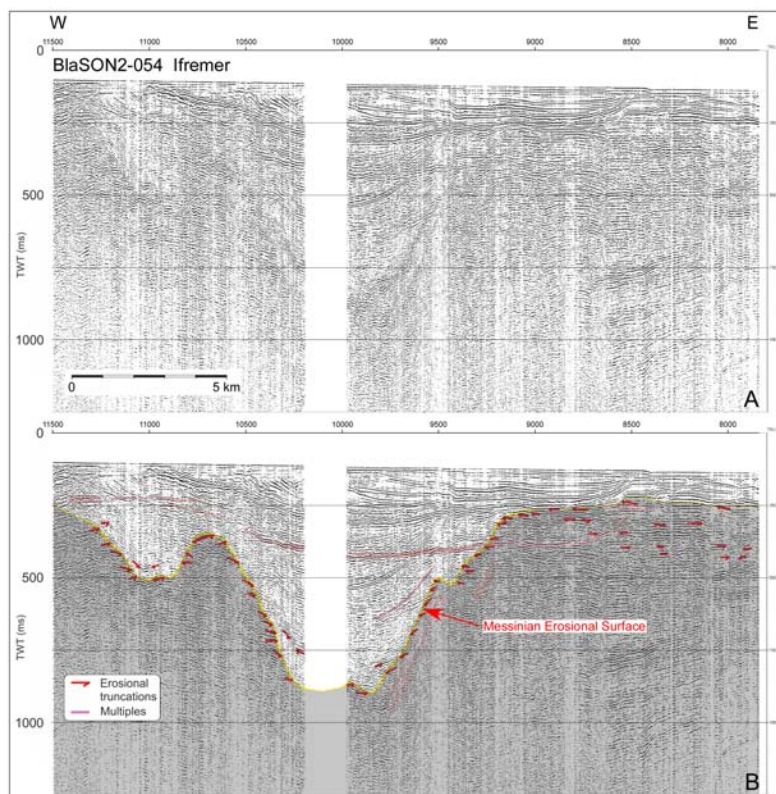 W E
11500 11000 10500 10000 9500 9000 8500 8000
0
BlaSON2-054 Ifremer
500
TWT (ms)
1000
0 5 km
A
0
11500 11000 10500 10000 9500 9000 8500 8000
500
TWT (ms)
Messinian Erosional Surface
Erosional
truncations
Multiples
1000
B